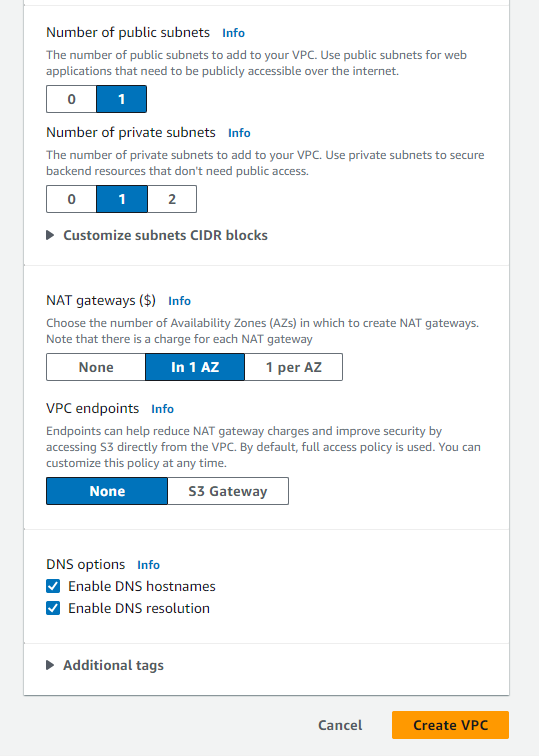 Number of public subnets Info
The number of public subnets to add to your VPC. Use public subnets for web
applications that need to be publicly accessible over the internet.
0 1
Number of private subnets Info
The number of private subnets to add to your VPC. Use private subnets to secure
backend resources that don't need public access.
0 1 2
Customize subnets CIDR blocks
NAT gateways ($) Info
Choose the number of Availability Zones (AZs) in which to create NAT gateways.
Note that there is a charge for each NAT gateway
None In 1 AZ 1 per AZ
VPC endpoints Info
Endpoints can help reduce NAT gateway charges and improve security by
accessing S3 directly from the VPC. By default, full access policy is used. You can
customize this policy at any time.
None S3 Gateway
DNS options Info
Enable DNS hostnames
Enable DNS resolution
Additional tags
Cancel Create VPC